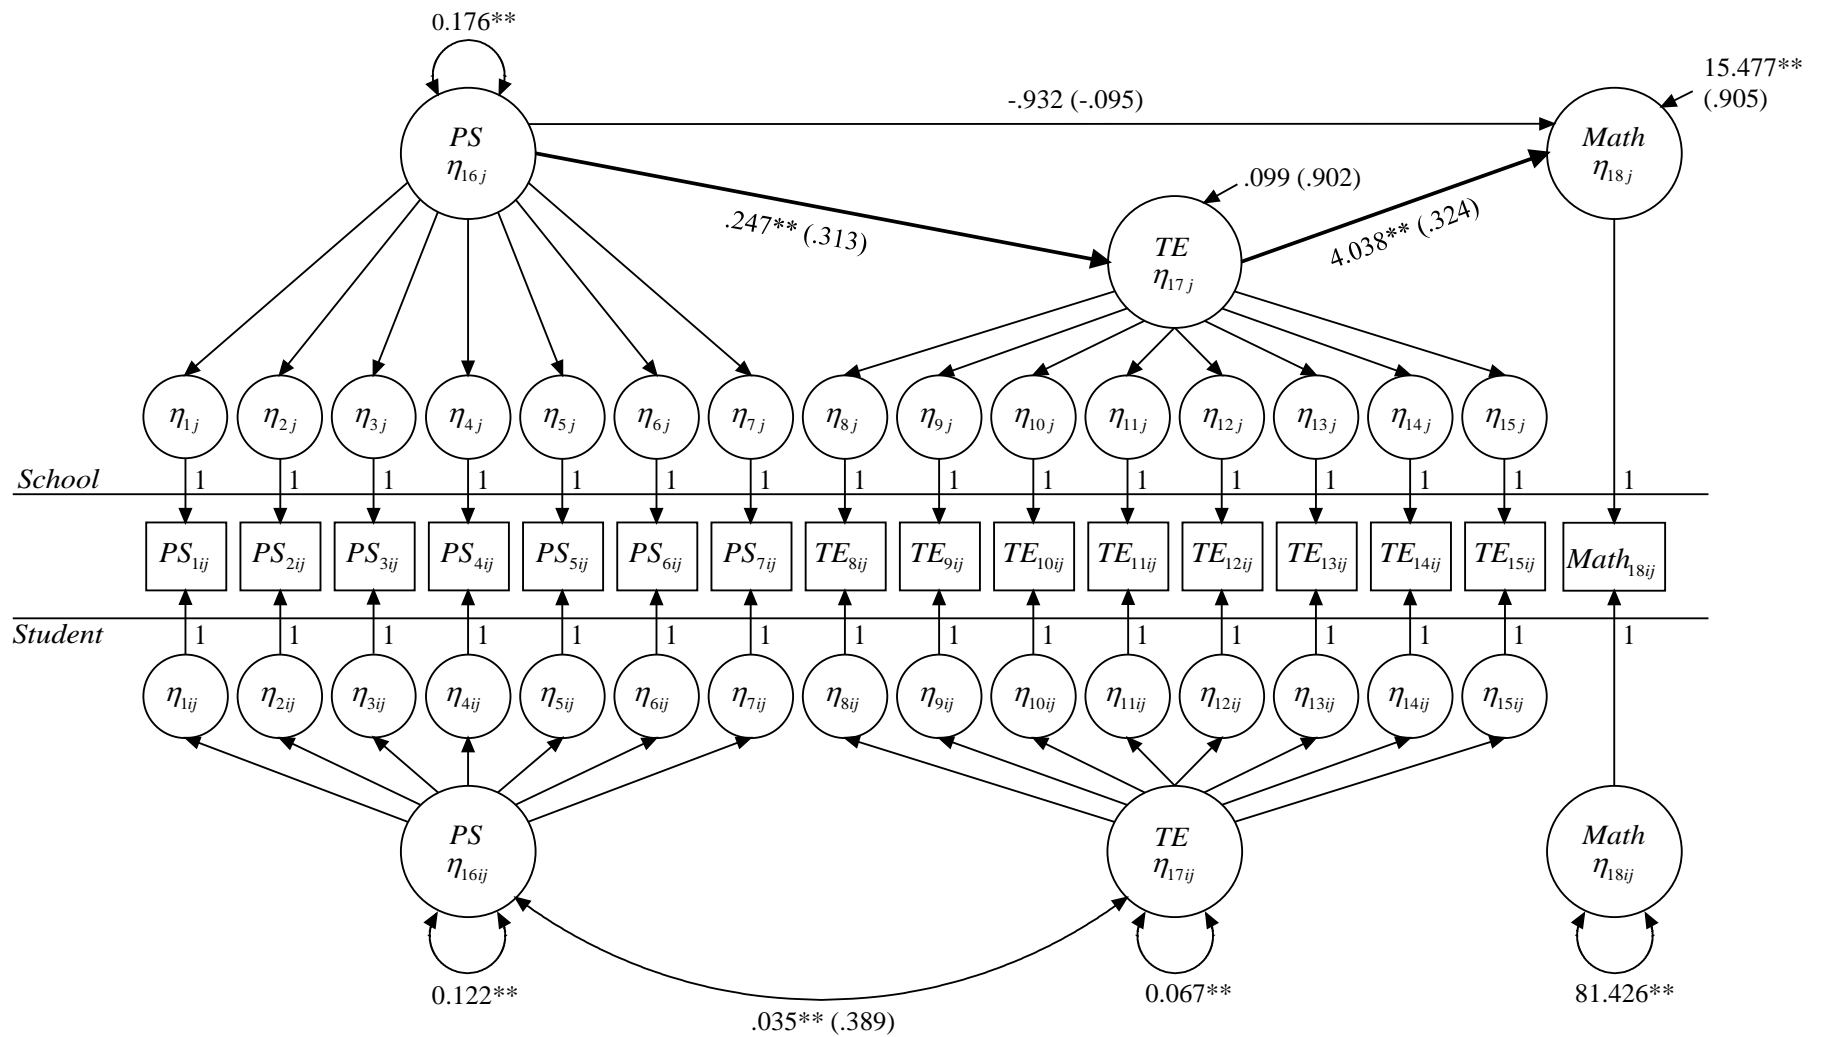 0.176**
15.477**
(.905)
-.932 (-.095)
PS
η16j
Math
η18j
.099 (.902)
.247** (.313)
4.038** (.324)
TE
η17j
η1j η2j η3j η4j η5j η6j η7j η8j η9j η10j η11j η12j η13j η14j η15j
School 1 1 1 1 1 1 1 1 1 1 1 1 1 1 1 1
PS1ij PS2ij PS3ij PS4ij PS5ij PS6ij PS7ij TE8ij TE9ij TE10ij TE11ij TE12ij TE13ij TE14ij TE15ij Math18ij
Student 1 1 1 1 1 1 1 1 1 1 1 1 1 1 1 1
η1ij η2ij η3ij η4ij η5ij η6ij η7ij η8ij η9ij η10ij η11ij η12ij η13ij η14ij η15ij
PS
η16ij
TE
η17ij
Math
η18ij
0.122**
0.067**
81.426**
.035** (.389)